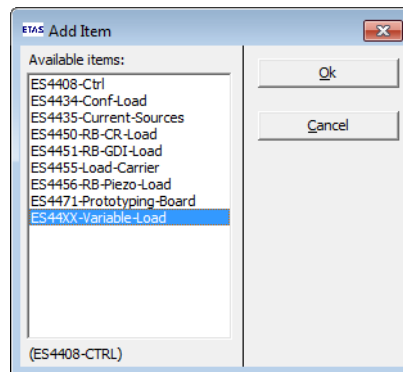 ETAS Add Item
Available items:
ES4408-Ctrl
ES4434-Conf-Load
ES4435-Current-Sources
ES4450-RB-CR-Load
ES4451-RB-GDI-Load
ES4455-Load-Carrier
ES4456-RB-Piezo-Load
ES4471-Prototyping-Board
ES44XX-Variable-Load
(ES4408-CTRL)
Ok
Cancel